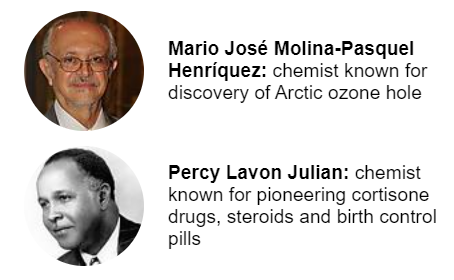 Mario José Molina-Pasquel
Henríquez: chemist known for
discovery of Arctic ozone hole
Percy Lavon Julian: chemist
known for pioneering cortisone
drugs, steroids and birth control
pills